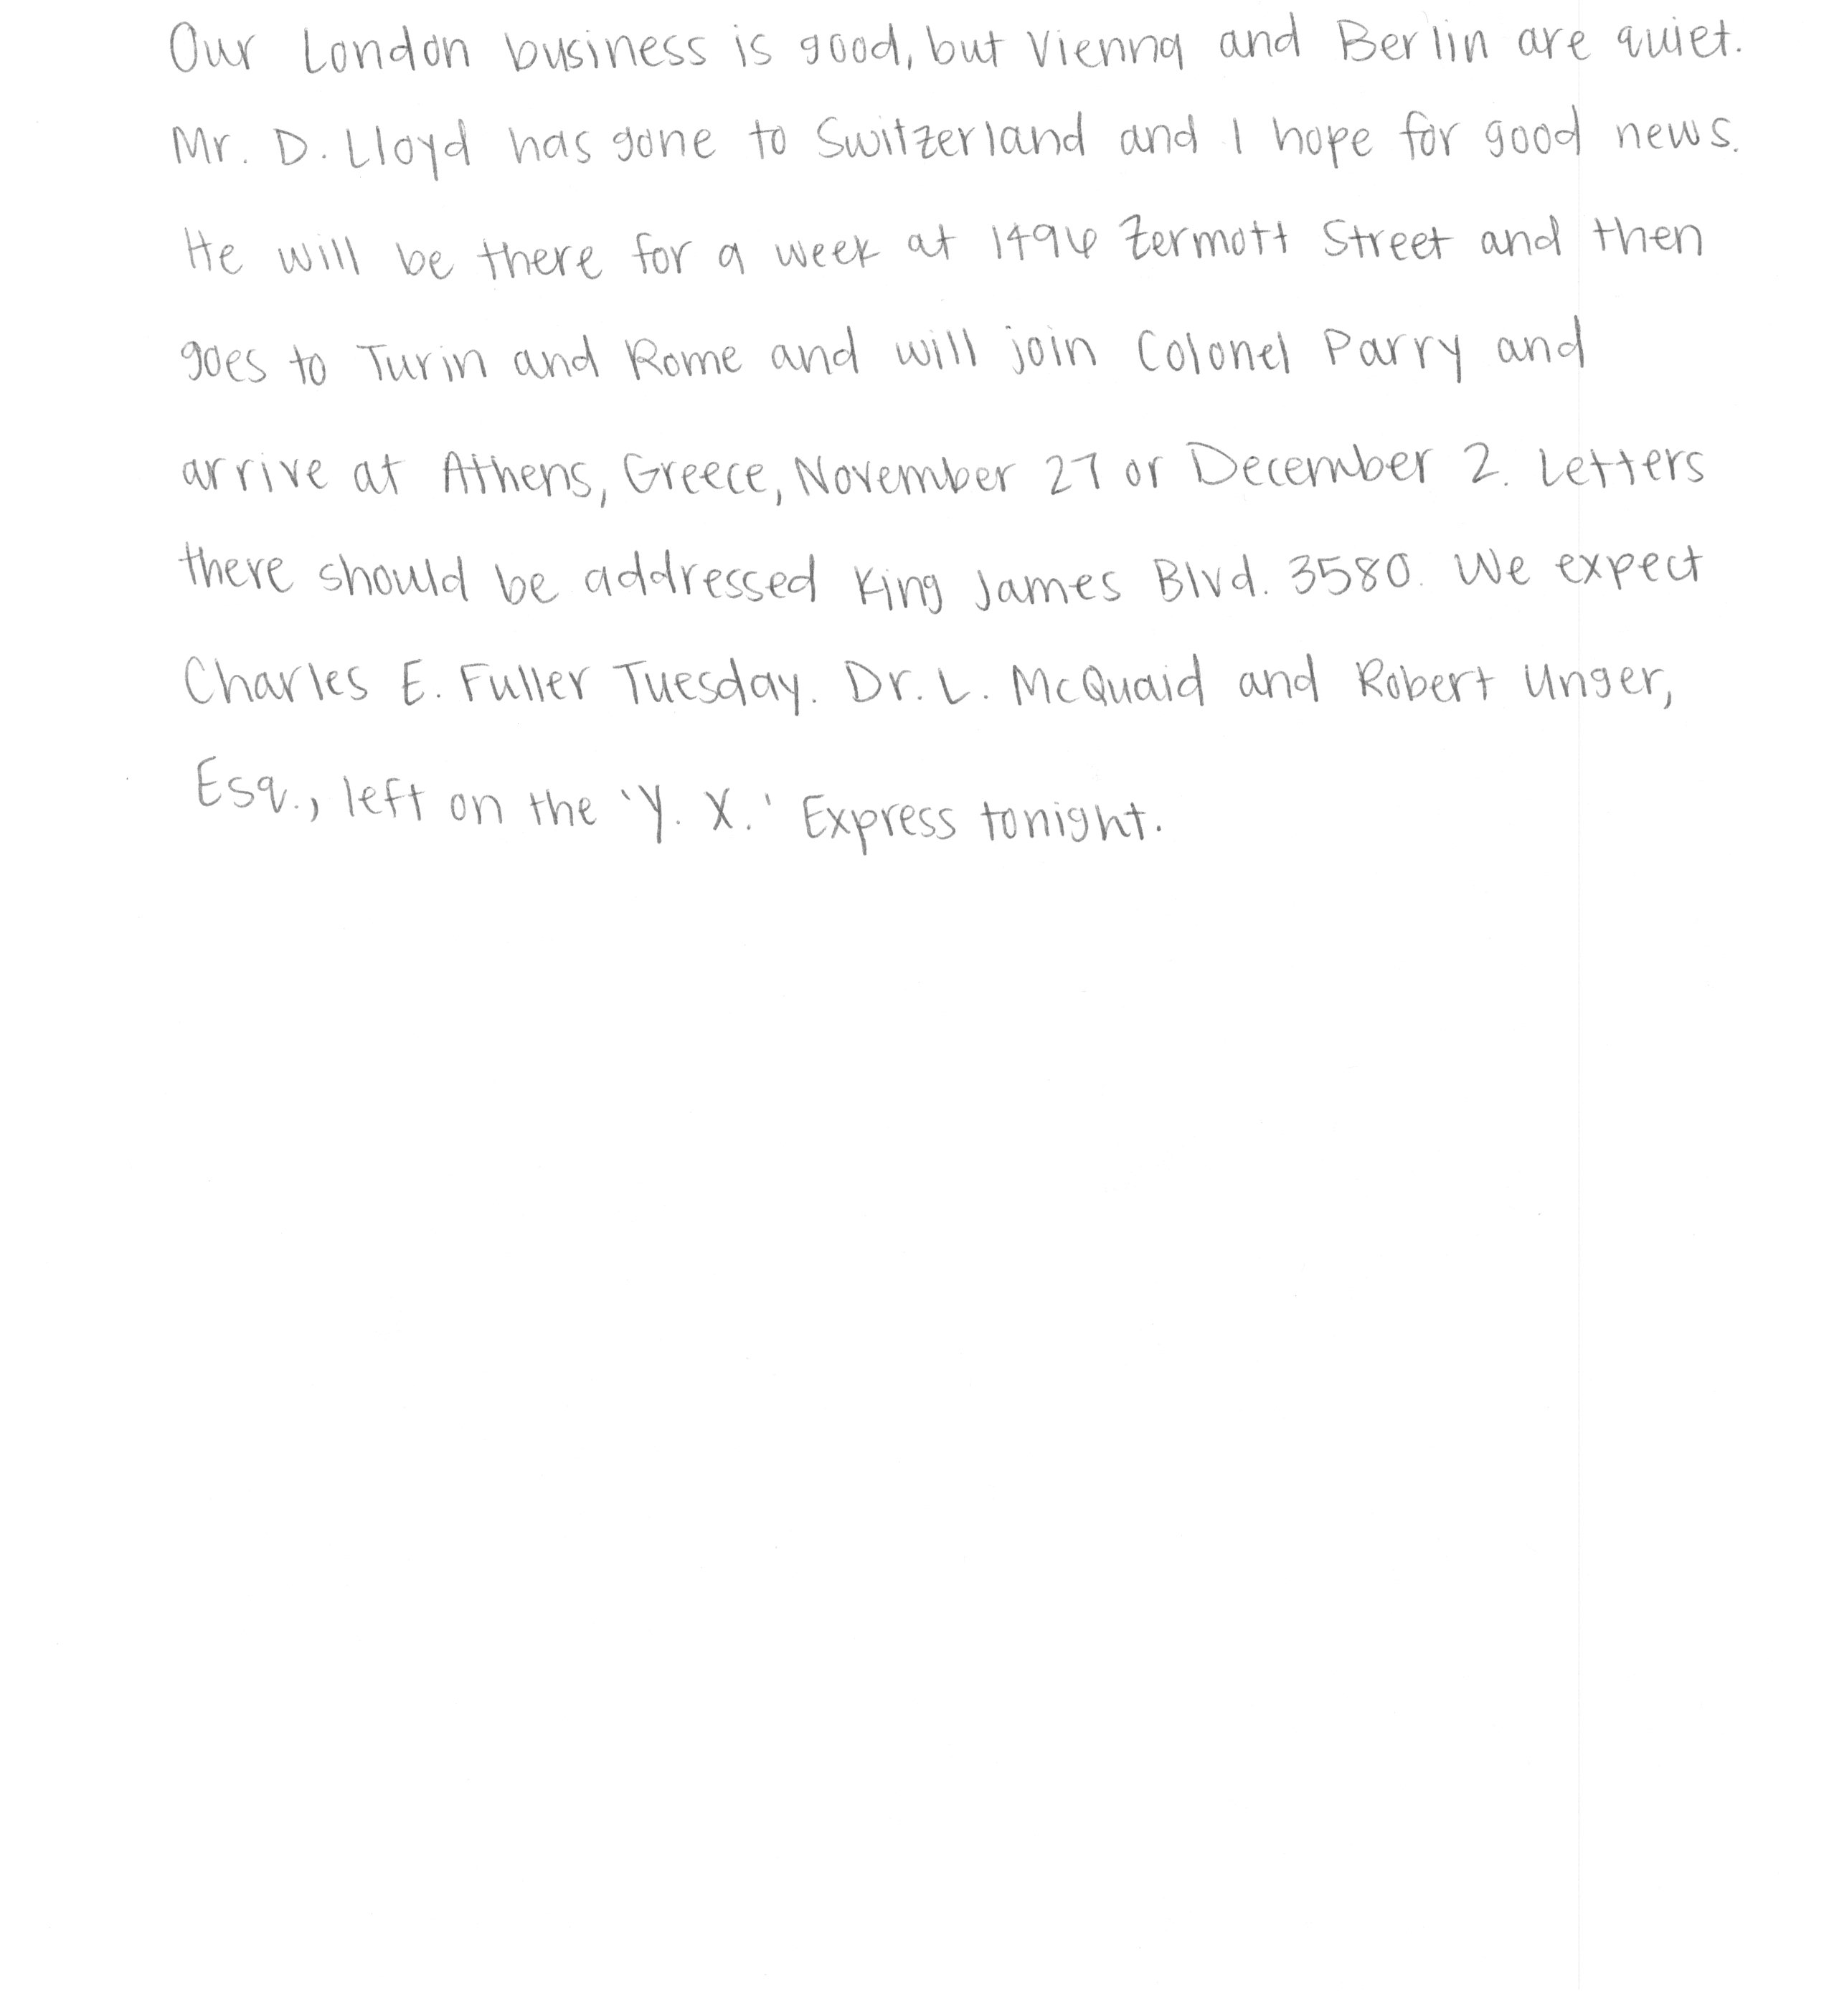 Our London business is good, but Vienna and Berlin are quiet.
Mr. D. Lloyd has gone to Switzerland and I hope for good news.
He will be there for a week at 1496 Zermott Street and then
goes to Turin and Rome and will join Colonel Parry and
arrive at Athens, Greece, November 27 or December 2. Letters
there should be addressed King James Blvd. 3580. We expect
Charles E. Fuller Tuesday. Dr. L. McQuaid and Robert Unger,
Esq., left on the 'Y. X.' Express tonight.